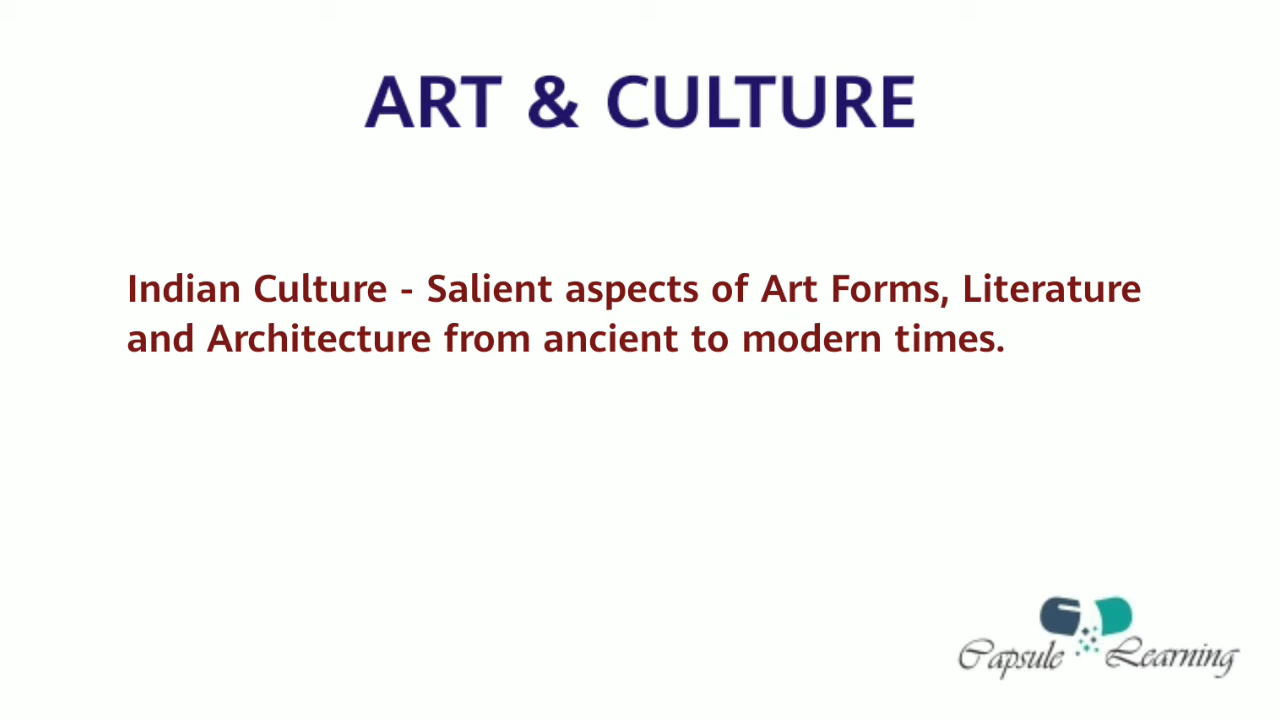 ART & CULTURE
Indian Culture - Salient aspects of Art Forms, Literature
and Architecture from ancient to modern times.
Capsule Learning